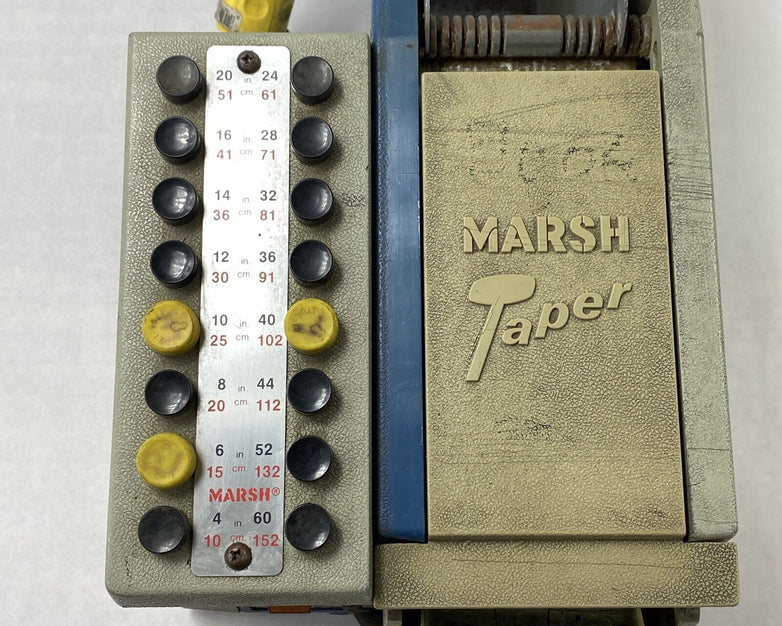 20 in. 24
51 cm. 61
16 in. 28
41 cm 71
14 in. 32
36 cm. 81
12 in. 36
30 cm. 91
10 in. 40
25 cm. 102
8 in. 44
20 cm. 112
6 in. 52
15 cm. 132
MARSH®
4 in. 60
10 cm. 152
MARSH
Taper